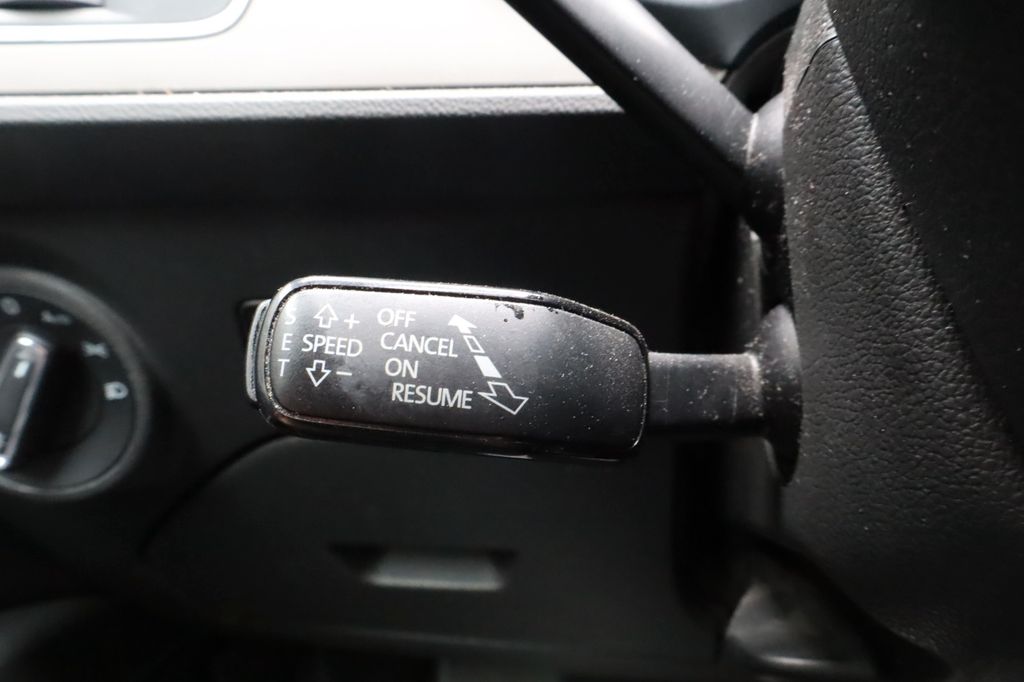 S + OFF
E SPEED CANCEL
T - ON
RESUME